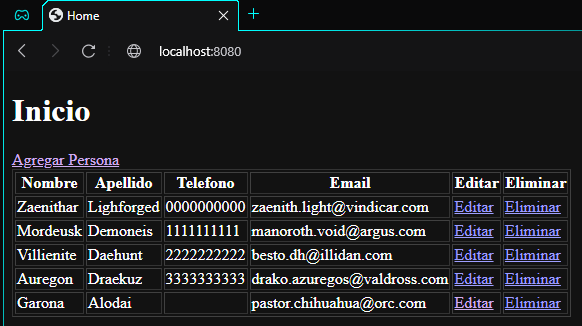 Home
localhost:8080
Inicio
Agregar Persona
Nombre Apellido Telefono Email Editar Eliminar
Zaenithar Lighforged 0000000000 zaenith.light@vindicar.com Editar Eliminar
Mordeusk Demoneis 1111111111 manoroth.void@argus.com Editar Eliminar
Villienite Daehunt 2222222222 besto.dh@illidan.com Editar Eliminar
Auregon Draekuz 3333333333 drako.azuregos@valdross.com Editar Eliminar
Garona Alodai pastor.chihuahua@orc.com Editar Eliminar